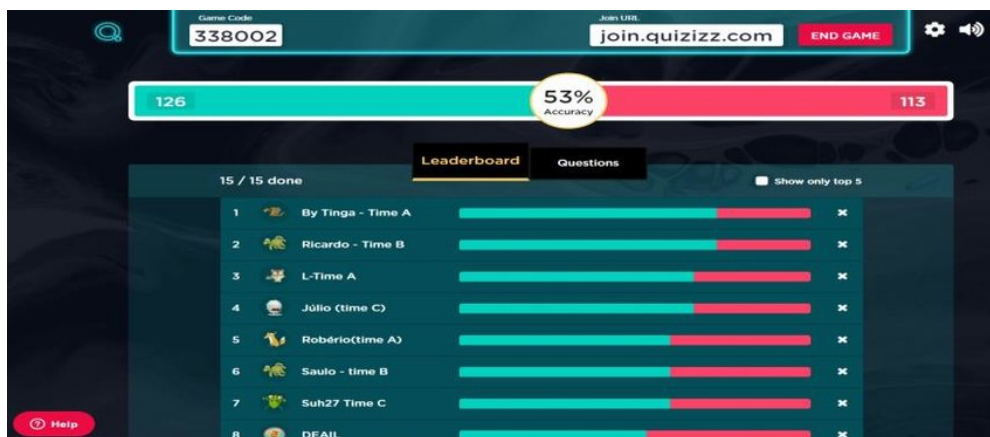 Game Code
Join URL
338002
join.quizizz.com
END GAME
126
53%
Accuracy
113
Leaderboard
Questions
15 / 15 done
Show only top 5
1 By Tinga - Time A
2 Ricardo - Time B
3 L-Time A
4 Júlio (time C)
5 Robério(time A)
6 Saulo - time B
7 Suh27 Time C
8 DEAIL
Help